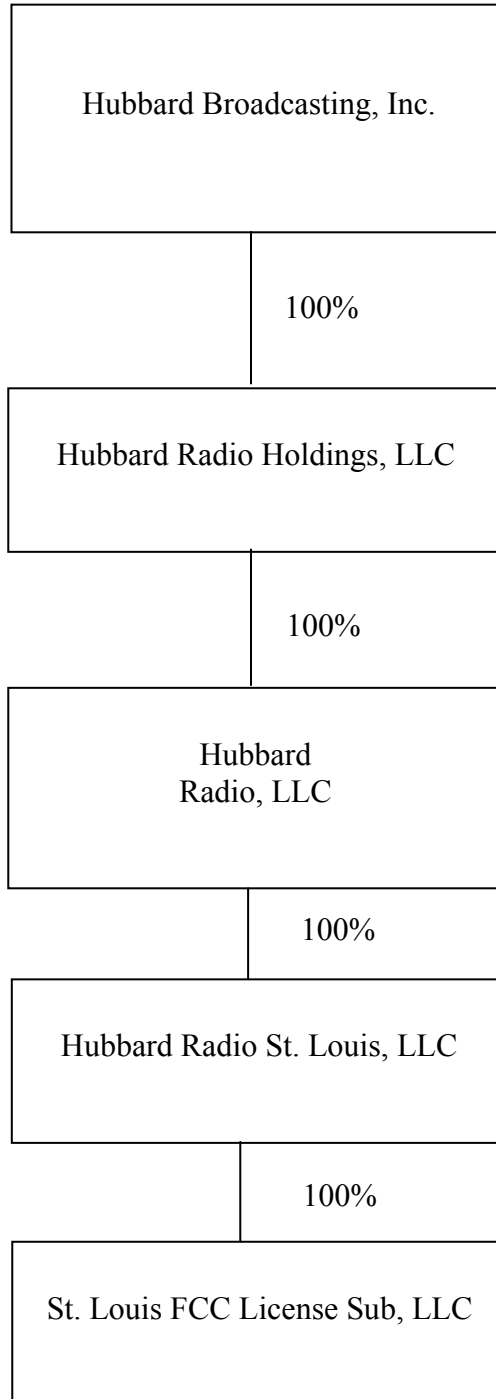 Hubbard Broadcasting, Inc.
100%
Hubbard Radio Holdings, LLC
100%
Hubbard
Radio, LLC
100%
Hubbard Radio St. Louis, LLC
100%
St. Louis FCC License Sub, LLC